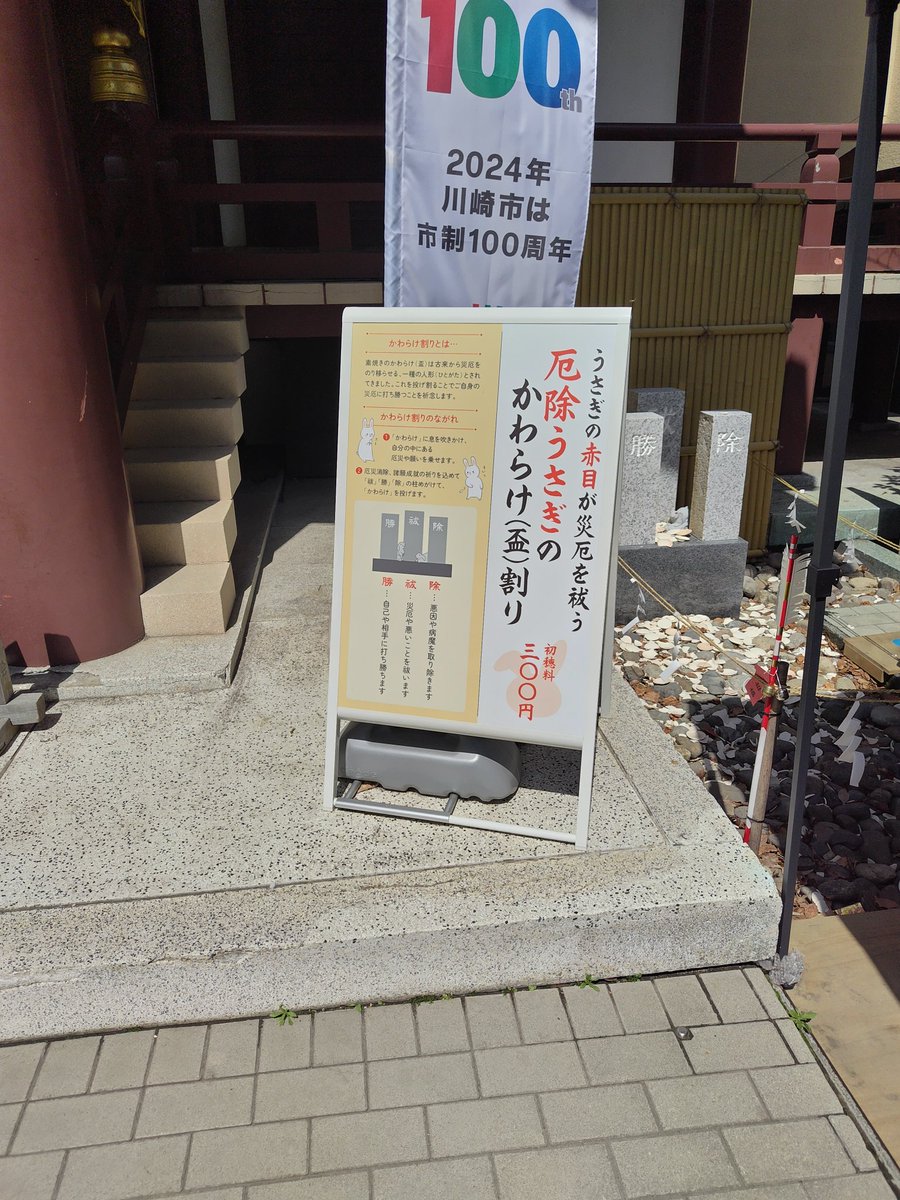 100th
2024年
川崎市は
市制100周年
うさぎの赤目が災厄を祓う
厄除うさぎの
かわらけ(盃)割り
初穂料
三〇〇円
かわらけ割りとは…
素焼きのかわらけ(盃)は古来から災厄を
のり移らせる、一種の人形(ひとがた)とされ
てきました。これを投げ割ることでご自身の
災厄に打ち勝つことを祈念します。
かわらけ割りのながれ
1 「かわらけ」に息を吹きかけ、
自分の中にある
厄災や願いを乗せます。
2 厄災消除、諸願成就の祈りを込めて
「祓」「勝」「除」の柱めがけて、
「かわらけ」を投げます。
勝
祓
除
除…悪因や病魔を取り除きます
祓…災厄や悪いことを祓います
勝…自己や相手に打ち勝ちます
勝
除